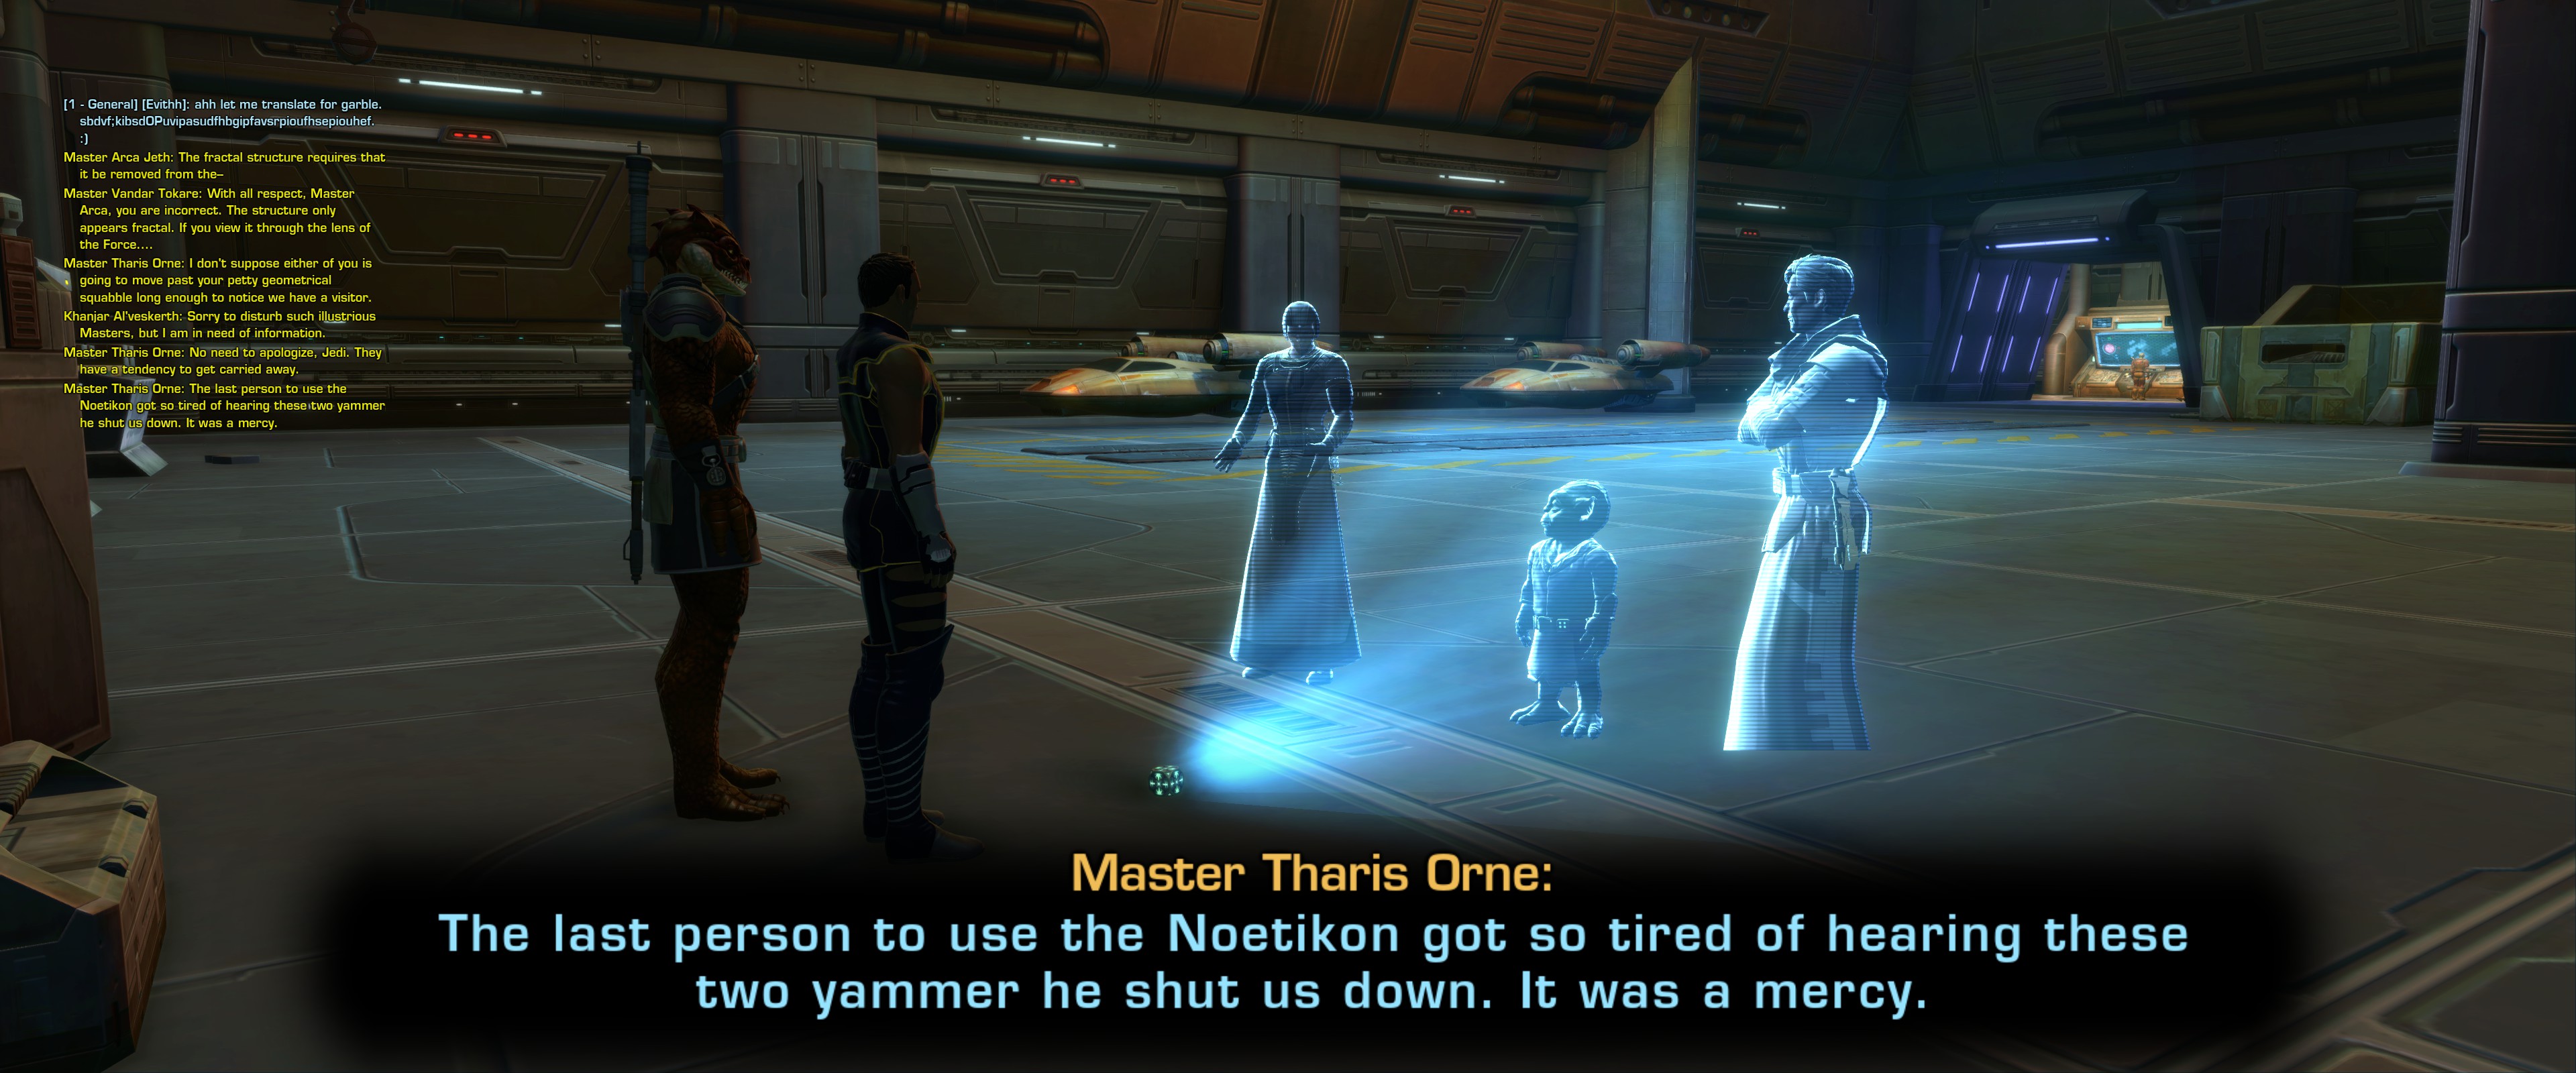 [1 - General] [Evithh]: ahh let me translate for garble.
sbdvf;kibsdOPuvipasudfhbgipfavsrpioufhsepiouhef.
:)
Master Arca Jeth: The fractal structure requires that
it be removed from the--
Master Vandar Tokare: With all respect, Master
Arca, you are incorrect. The structure only
appears fractal. If you view it through the lens of
the Force....
Master Tharis Orne: I don't suppose either of you is
going to move past your petty geometrical
squabble long enough to notice we have a visitor.
Khanjar Al'veskerth: Sorry to disturb such illustrious
Masters, but I am in need of information.
Master Tharis Orne: No need to apologize, Jedi. They
have a tendency to get carried away.
Master Tharis Orne: The last person to use the
Noetikon got so tired of hearing these two yammer
he shut us down. It was a mercy.
Master Tharis Orne:
The last person to use the Noetikon got so tired of hearing these
two yammer he shut us down. It was a mercy.